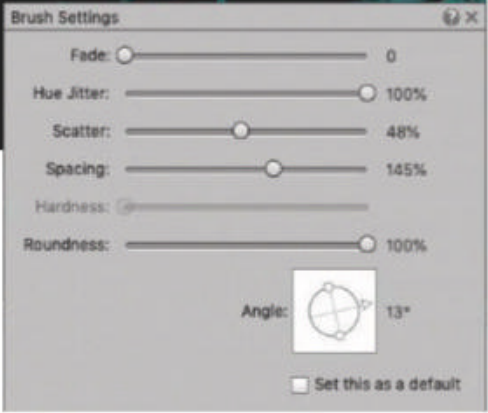 Brush Settings
Fade: 0
Hue Jitter: 100%
Scatter: 48%
Spacing: 145%
Hardness:
Roundness: 100%
Angle: 13°
Set this as a default